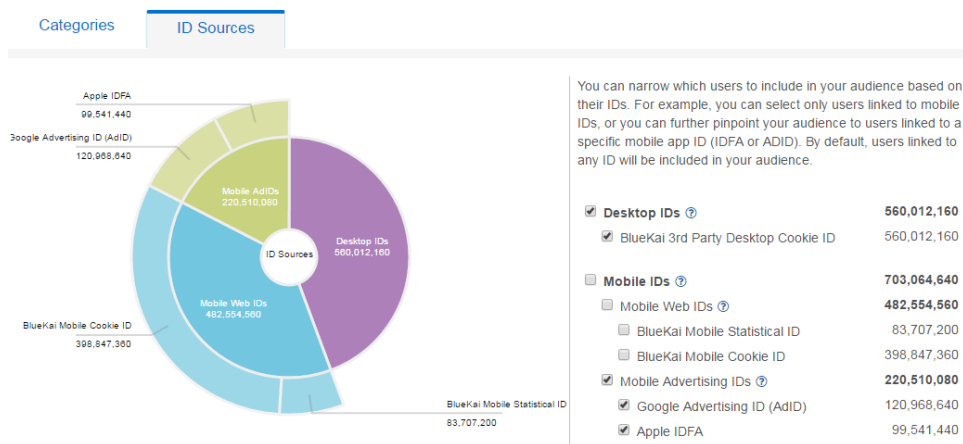 Categories
ID Sources
Apple IDFA
99,541,440
Google Advertising ID (AdID)
120,968,640
Mobile AdIDs
220,510,080
Desktop IDs
560,012,160
ID Sources
Mobile Web IDs
482,554,560
BlueKai Mobile Cookie ID
398,847,360
BlueKai Mobile Statistical ID
83,707,200
You can narrow which users to include in your audience based on
their IDs. For example, you can select only users linked to mobile
IDs, or you can further pinpoint your audience to users linked to a
specific mobile app ID (IDFA or ADID). By default, users linked to
any ID will be included in your audience.
Desktop IDs ? 560,012,160
BlueKai 3rd Party Desktop Cookie ID 560,012,160
Mobile IDs ? 703,064,640
Mobile Web IDs ? 482,554,560
BlueKai Mobile Statistical ID 83,707,200
BlueKai Mobile Cookie ID 398,847,360
Mobile Advertising IDs ? 220,510,080
Google Advertising ID (AdID) 120,968,640
Apple IDFA 99,541,440